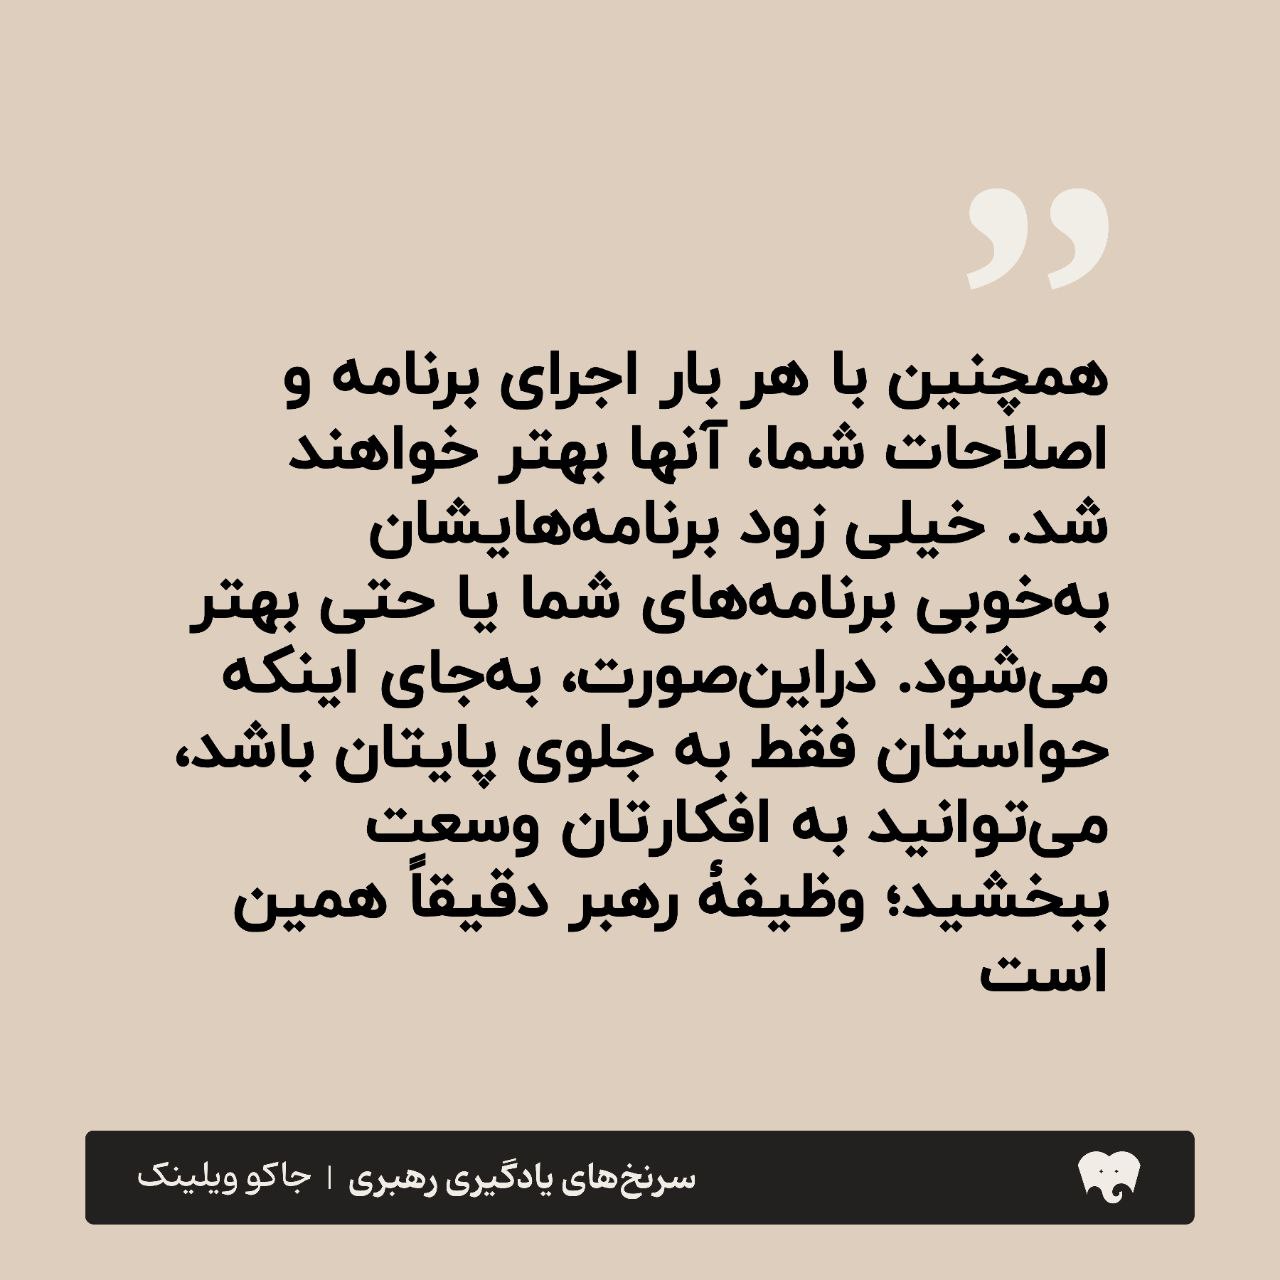 همچنین با هر بار اجرای برنامه و
اصلاحات شما، آنها بهتر خواهند
شد. خیلی زود برنامه‌هایشان
به‌خوبی برنامه‌های شما یا حتی بهتر
می‌شود. دراین‌صورت، به‌جای اینکه
حواستان فقط به جلوی پایتان باشد،
می‌توانید به افکارتان وسعت
ببخشید؛ وظیفهٔ رهبر دقیقاً همین
است
سرنخ‌های یادگیری رهبری | جاکو ویلینک